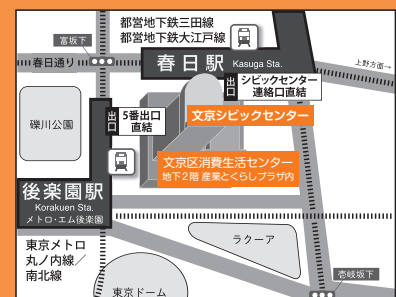 都営地下鉄三田線
都営地下鉄大江戸線
富坂下
春日通り
春日駅 Kasuga Sta.
上野方面→
出口
シビックセンター
連絡口直結
出口
5番出口
直結
文京シビックセンター
礫川公園
文京区消費生活センター
地下2階 産業とくらしプラザ内
後楽園駅
Korakuen Sta.
メトロ・エム後楽園
東京メトロ
丸ノ内線／
南北線
ラクーア
壱岐坂下
東京ドーム